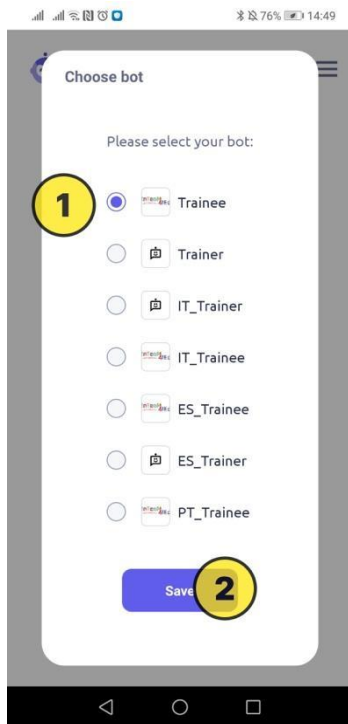 76% 14:49
Choose bot
Please select your bot:
1
Trainee
Trainer
IT_Trainer
IT_Trainee
ES_Trainee
ES_Trainer
PT_Trainee
Save
2